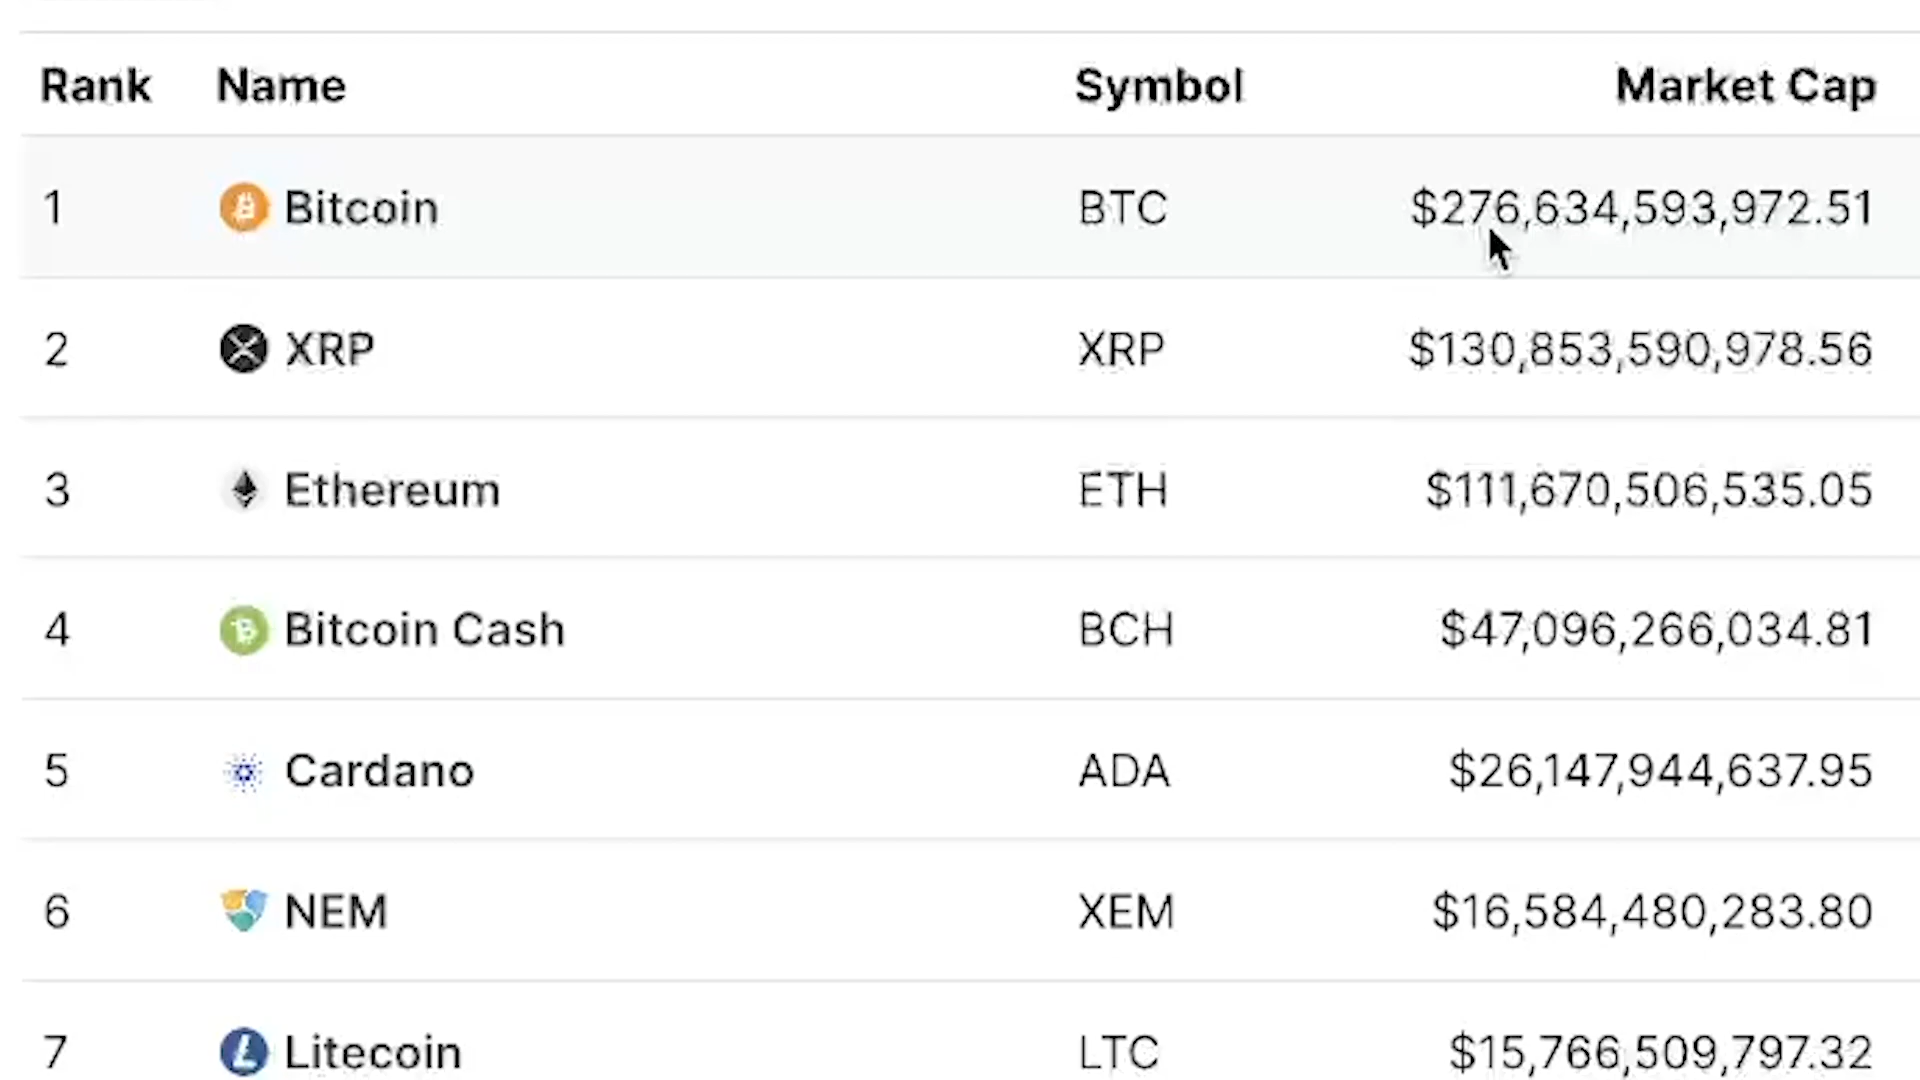 Rank Name Symbol Market Cap
1 Bitcoin BTC $276,634,593,972.51
2 XRP XRP $130,853,590,978.56
3 Ethereum ETH $111,670,506,535.05
4 Bitcoin Cash BCH $47,096,266,034.81
5 Cardano ADA $26,147,944,637.95
6 NEM XEM $16,584,480,283.80
7 Litecoin LTC $15,766,509,797.32